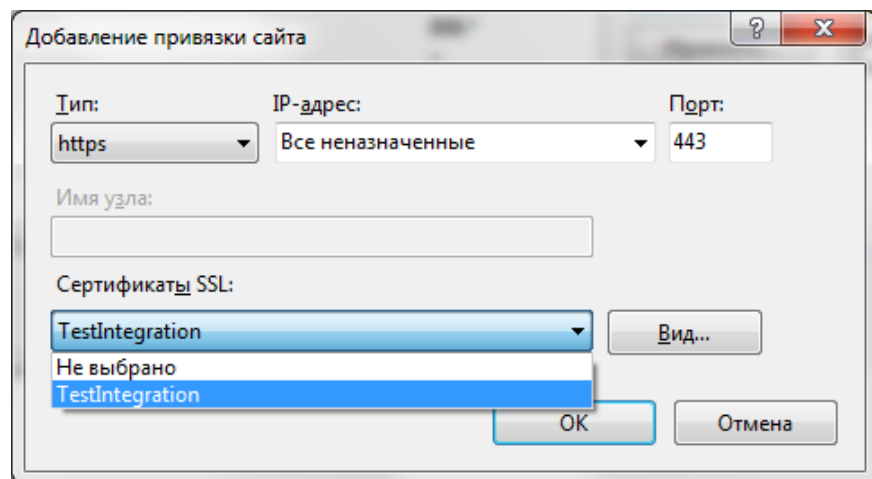 Добавление привязки сайта
Тип: IP-адрес: Порт:
https Все неназначенные 443
Имя узла:
Сертификаты SSL:
TestIntegration Вид...
Не выбрано
TestIntegration
ОК Отмена